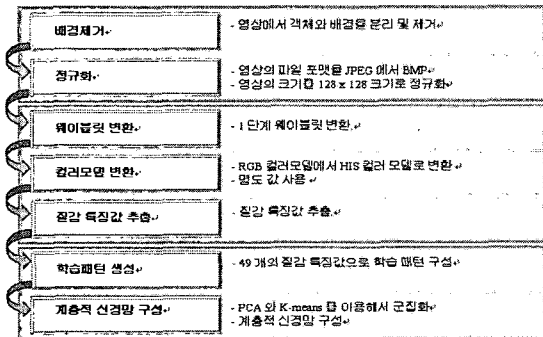 배경제거
- 영상에서 객체와 배경을 분리 및 제거
정규화
- 영상의 파일 포맷을 JPEG 에서 BMP
- 영상의 크기를 128 x 128 크기로 정규화
웨이블릿 변환
- 1 단계 웨이블릿 변환
컬러모델 변환
- RGB 컬러모델에서 HIS 컬러 모델로 변환
- 명도 값 사용
질감 특징값 추출
- 질감 특징값 추출
학습패턴 생성
- 49 개의 질감 특징값으로 학습 패턴 구성
계층적 신경망 구성
- PCA 와 K-means 를 이용해서 군집화
- 계층적 신경망 구성